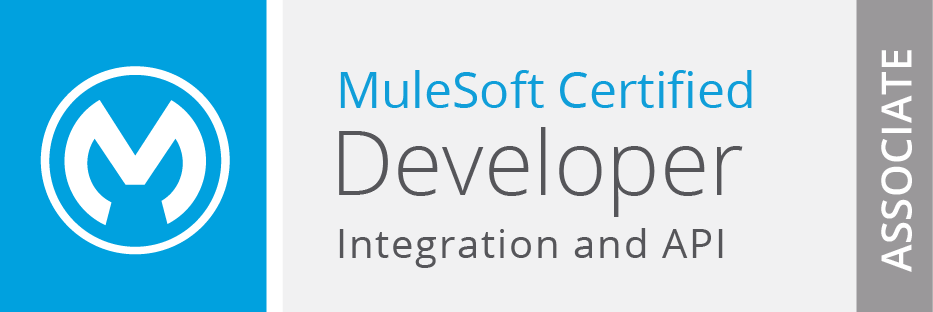 MuleSoft Certified
Developer
Integration and API
ASSOCIATE